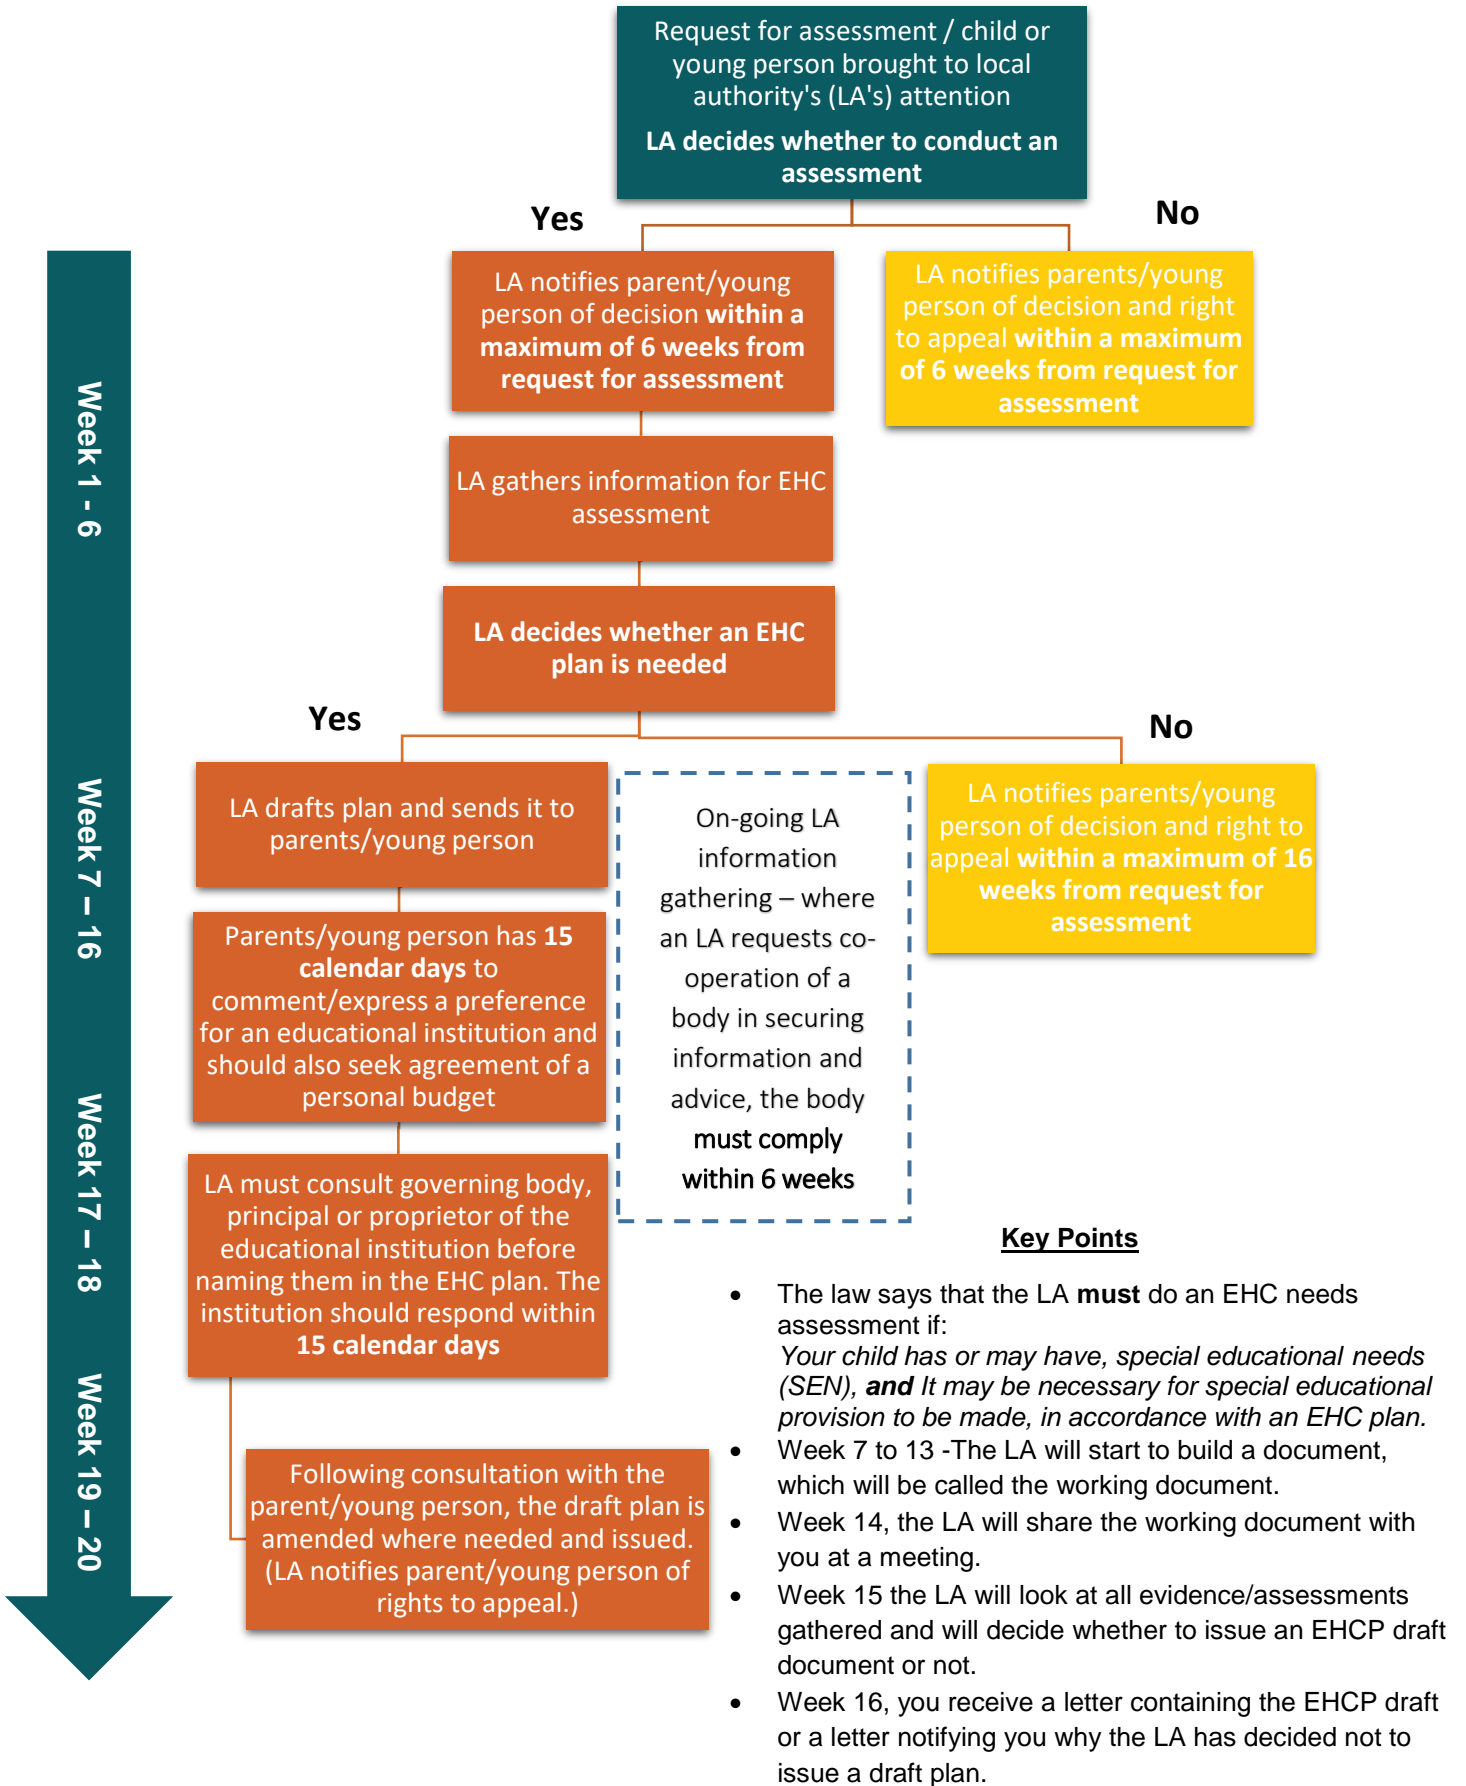 Request for assessment / child or
young person brought to local
authority's (LA's) attention
LA decides whether to conduct an
assessment
Yes
No
LA notifies parent/young
person of decision within a
maximum of 6 weeks from
request for assessment
LA notifies parents/young
person of decision and right
to appeal within a maximum
of 6 weeks from request for
assessment
Week 1 - 6
LA gathers information for EHC
assessment
LA decides whether an EHC
plan is needed
Yes
No
Week 7 – 16
LA drafts plan and sends it to
parents/young person
On-going LA
information
gathering – where
an LA requests co-
operation of a
body in securing
information and
advice, the body
must comply
within 6 weeks
LA notifies parents/young
person of decision and right to
appeal within a maximum of 16
weeks from request for
assessment
Parents/young person has 15
calendar days to
comment/express a preference
for an educational institution and
should also seek agreement of a
personal budget
Week 17 – 18
LA must consult governing body,
principal or proprietor of the
educational institution before
naming them in the EHC plan. The
institution should respond within
15 calendar days
Week 19 – 20
Following consultation with the
parent/young person, the draft plan is
amended where needed and issued.
(LA notifies parent/young person of
rights to appeal.)
Key Points
• The law says that the LA must do an EHC needs
assessment if:
Your child has or may have, special educational needs
(SEN), and It may be necessary for special educational
provision to be made, in accordance with an EHC plan.
• Week 7 to 13 -The LA will start to build a document,
which will be called the working document.
• Week 14, the LA will share the working document with
you at a meeting.
• Week 15 the LA will look at all evidence/assessments
gathered and will decide whether to issue an EHCP draft
document or not.
• Week 16, you receive a letter containing the EHCP draft
or a letter notifying you why the LA has decided not to
issue a draft plan.